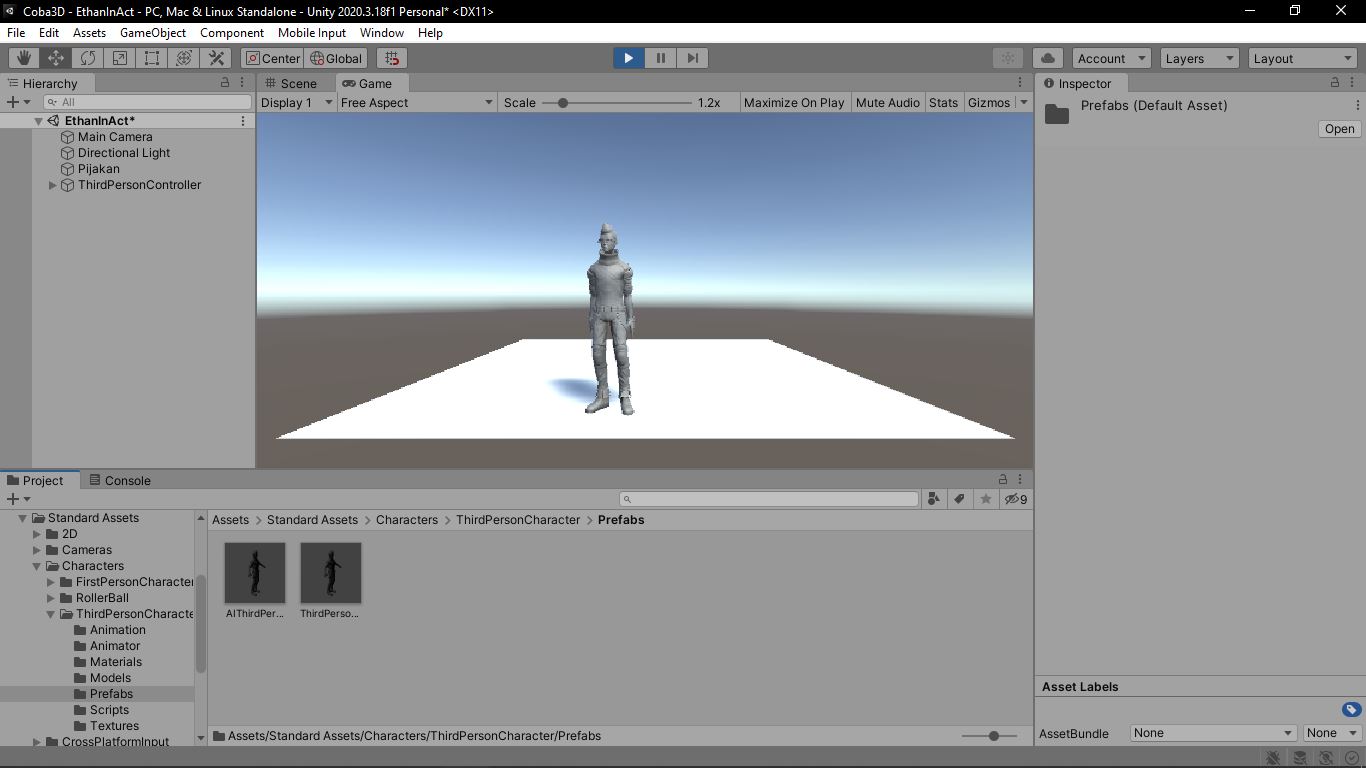 Coba3D - EthanInAct - PC, Mac & Linux Standalone - Unity 2020.3.18f1 Personal* <DX11>
File Edit Assets GameObject Component Mobile Input Window Help
Center Global Account Layers Layout
Hierarchy
All
EthanInAct*
Main Camera
Directional Light
Pijakan
ThirdPersonController
Scene Game
Display 1 Free Aspect Scale 1.2x Maximize On Play Mute Audio Stats Gizmos
Inspector
Prefabs (Default Asset)
Open
Project Console
9
Standard Assets
2D
Cameras
Characters
FirstPersonCharacter
RollerBall
ThirdPersonCharacte
Animation
Animator
Materials
Models
Prefabs
Scripts
Textures
CrossPlatformInput
Assets > Standard Assets > Characters > ThirdPersonCharacter > Prefabs
AIThirdPer... ThirdPerso...
Assets/Standard Assets/Characters/ThirdPersonCharacter/Prefabs
Asset Labels
AssetBundle None None